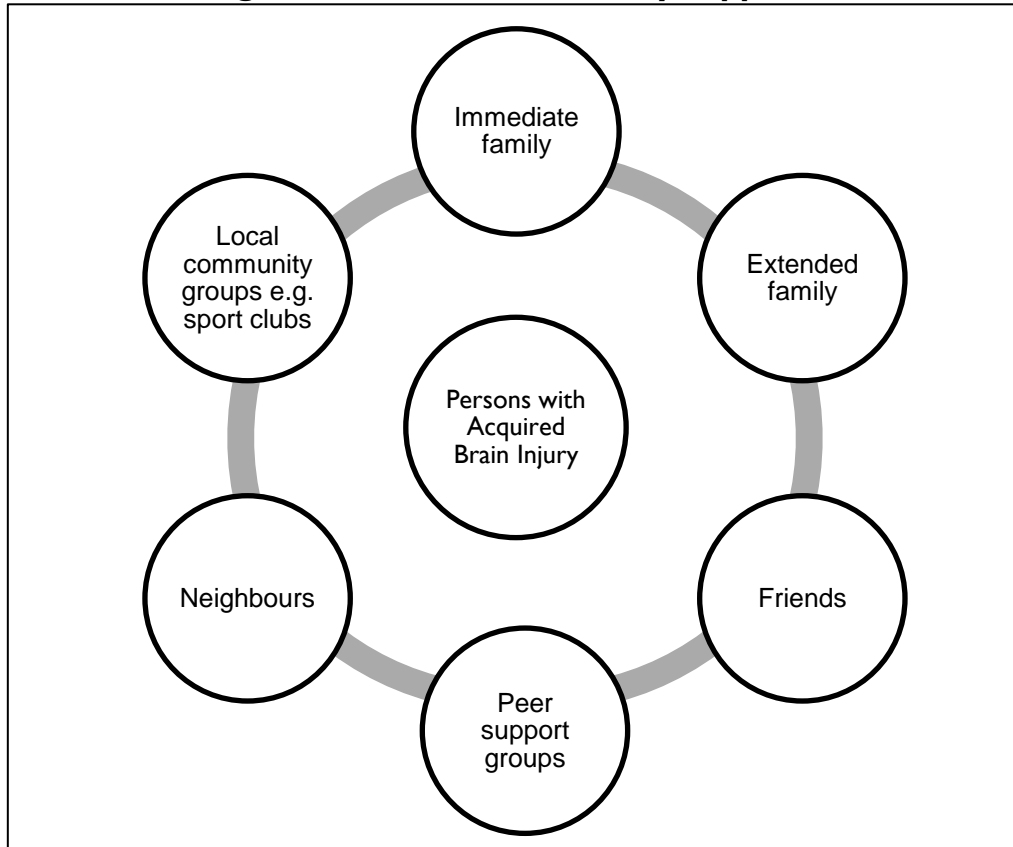 Immediate
family
Local
community
groups e.g.
sport clubs
Extended
family
Persons with
Acquired
Brain Injury
Neighbours
Friends
Peer
support
groups